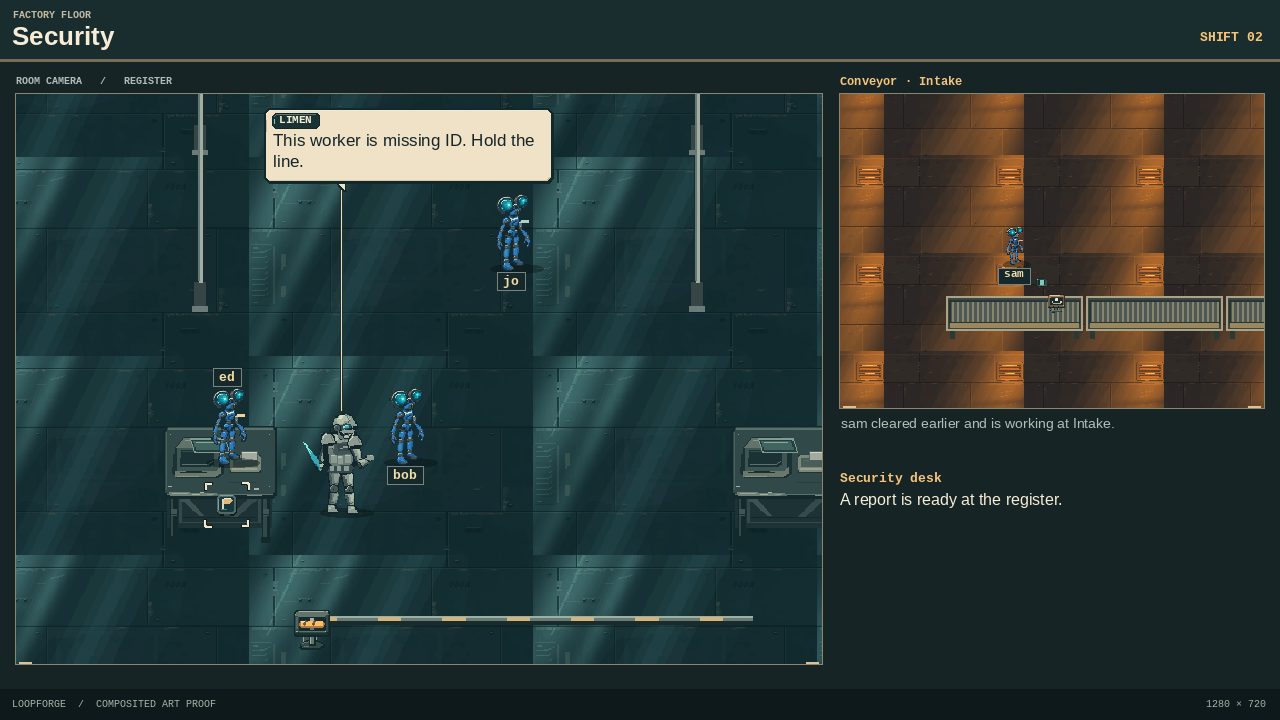 FACTORY FLOOR
Security
SHIFT 02
ROOM CAMERA / REGISTER
Conveyor · Intake
LIMEN
This worker is missing ID. Hold the
line.
jo
sam
ed
bob
sam cleared earlier and is working at Intake.
Security desk
A report is ready at the register.
LOOPFORGE / COMPOSITED ART PROOF
1280 × 720